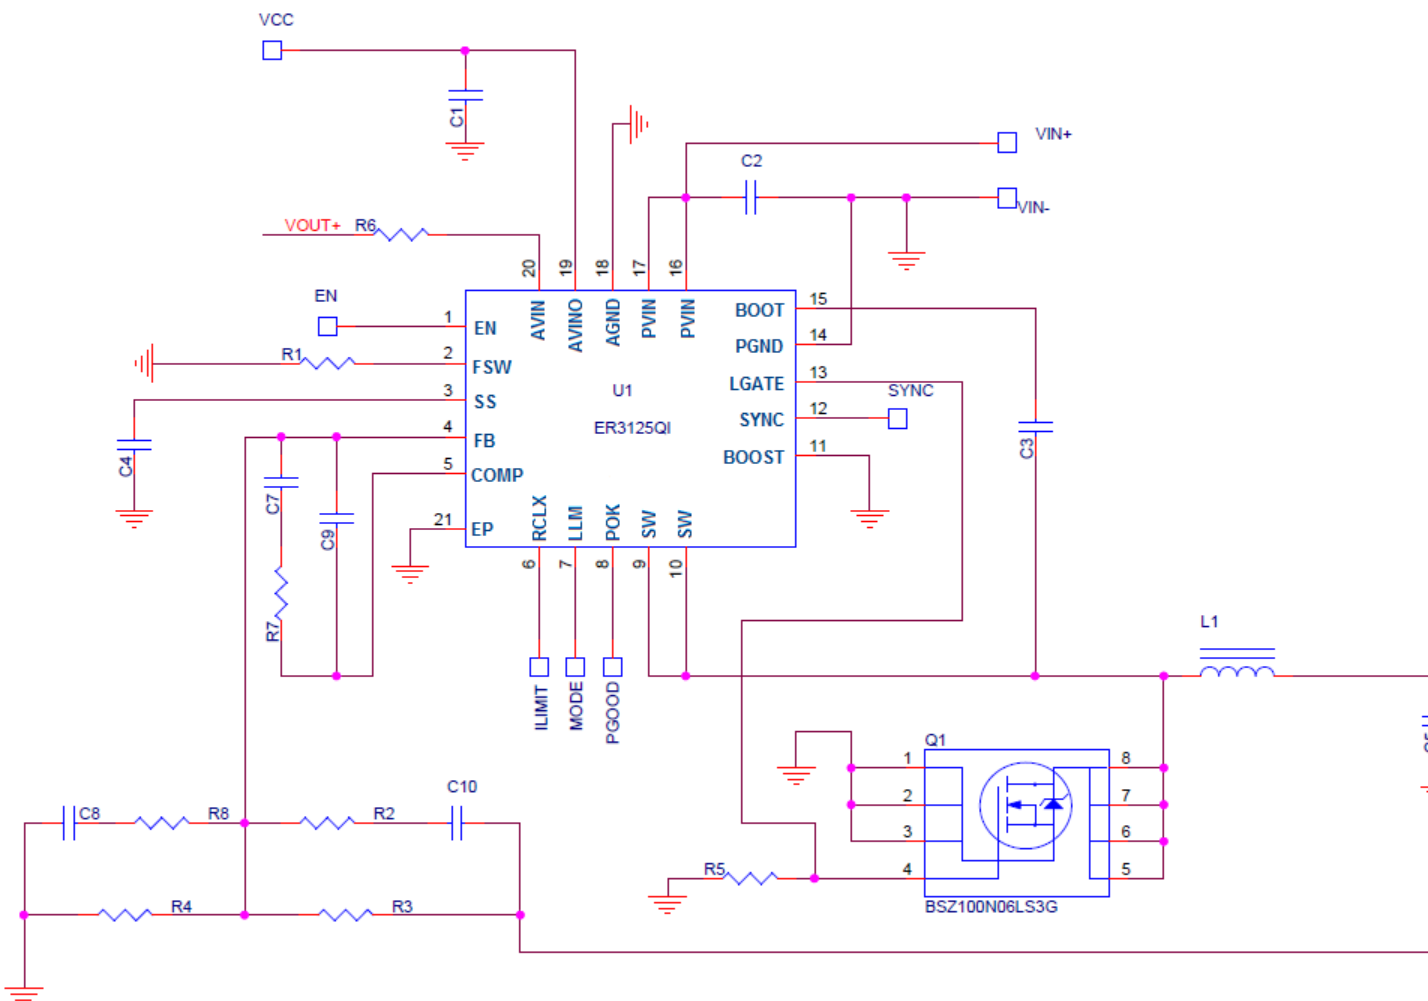 VCC
C1
VIN+
C2
VIN-
VOUT+ R6
20
19
18
17
16
EN
1
EN
AVIN
AVINO
AGND
PVIN
PVIN
BOOT
15
R1
2
FSW
PGND
14
3
SS
U1
LGATE
13
SYNC
4
FB
ER3125QI
SYNC
12
C4
5
COMP
BOOST
11
C3
C7
C9
21
EP
RCLX
LLM
POK
SW
SW
6
7
8
9
10
R7
L1
ILIMIT
MODE
PGOOD
Q1
1
8
2
7
3
6
4
5
C8
R8
R2
C10
R5
R4
R3
BSZ100N06LS3G